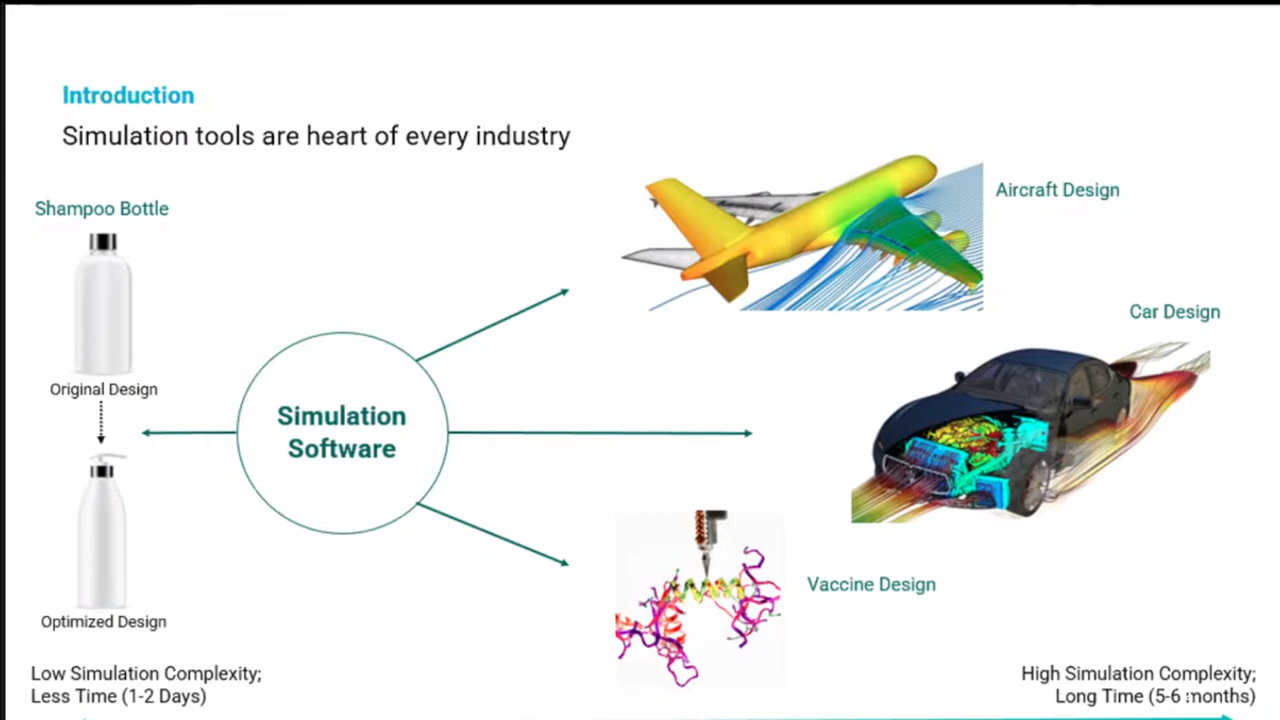 Introduction
Simulation tools are heart of every industry
Shampoo Bottle
Original Design
Optimized Design
Simulation
Software
Aircraft Design
Car Design
Vaccine Design
Low Simulation Complexity;
Less Time (1-2 Days)
High Simulation Complexity;
Long Time (5-6 months)